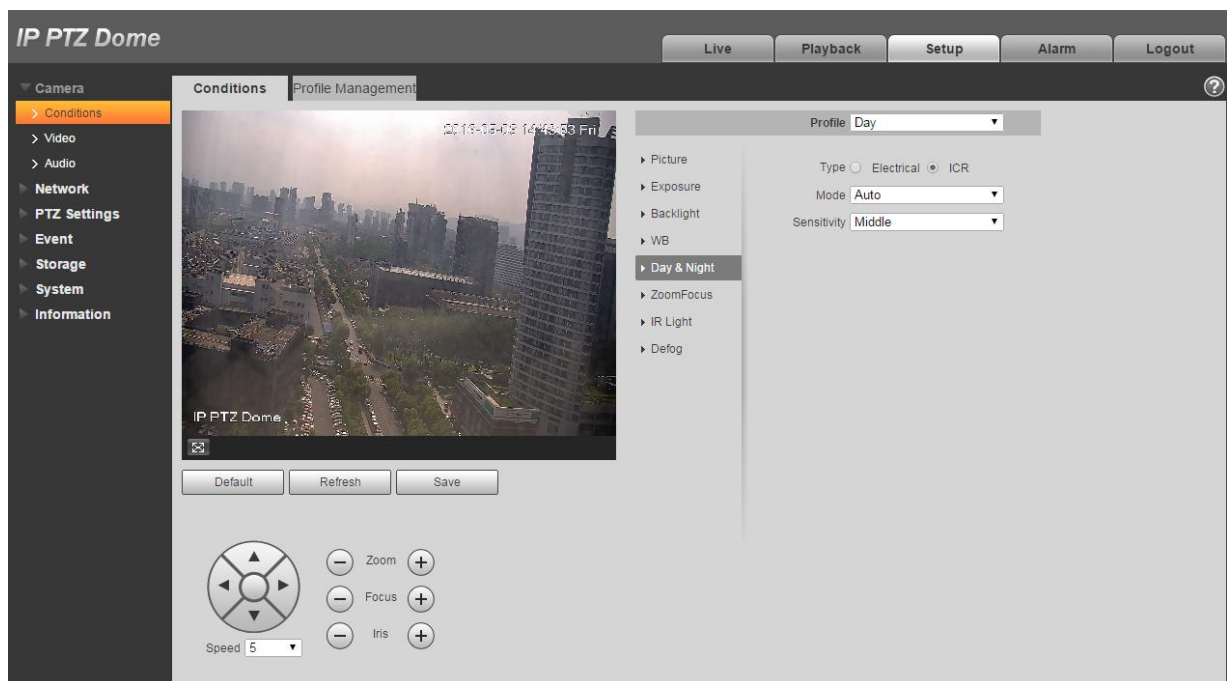 IP PTZ Dome
Live
Playback
Setup
Alarm
Logout
Camera
Conditions
Video
Audio
Network
PTZ Settings
Event
Storage
System
Information
Conditions
Profile Management
?
IP PTZ Dome
Default
Refresh
Save
Zoom
Focus
Iris
Speed 5
Profile Day
Picture
Exposure
Backlight
WB
Day & Night
ZoomFocus
IR Light
Defog
Type Electrical ICR
Mode Auto
Sensitivity Middle